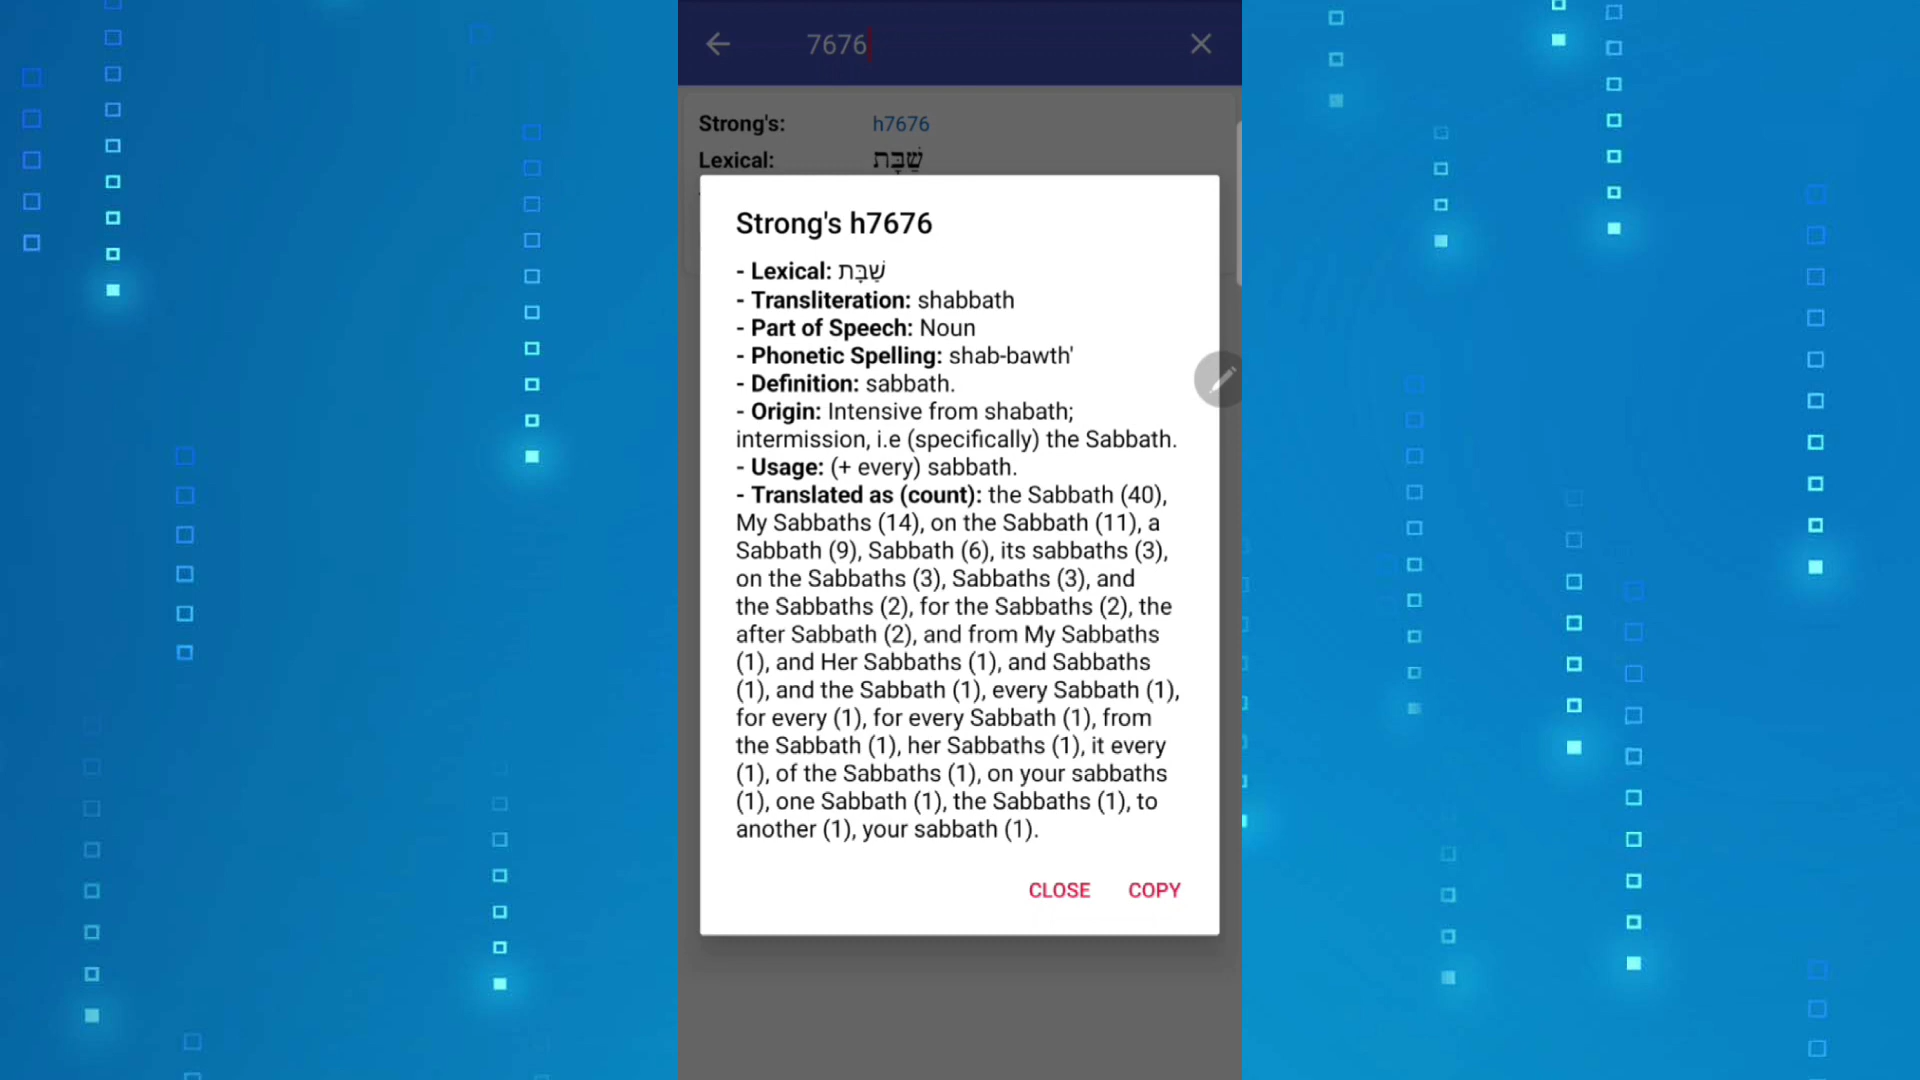 7676
Strong's: h7676
Lexical: שַׁבָּת
Strong's h7676
- Lexical: שַׁבָּת
- Transliteration: shabbath
- Part of Speech: Noun
- Phonetic Spelling: shab-bawth'
- Definition: sabbath.
- Origin: Intensive from shabath;
intermission, i.e (specifically) the Sabbath.
- Usage: (+ every) sabbath.
- Translated as (count): the Sabbath (40),
My Sabbaths (14), on the Sabbath (11), a
Sabbath (9), Sabbath (6), its sabbaths (3),
on the Sabbaths (3), Sabbaths (3), and
the Sabbaths (2), for the Sabbaths (2), the
after Sabbath (2), and from My Sabbaths
(1), and Her Sabbaths (1), and Sabbaths
(1), and the Sabbath (1), every Sabbath (1),
for every (1), for every Sabbath (1), from
the Sabbath (1), her Sabbaths (1), it every
(1), of the Sabbaths (1), on your sabbaths
(1), one Sabbath (1), the Sabbaths (1), to
another (1), your sabbath (1).
CLOSE COPY